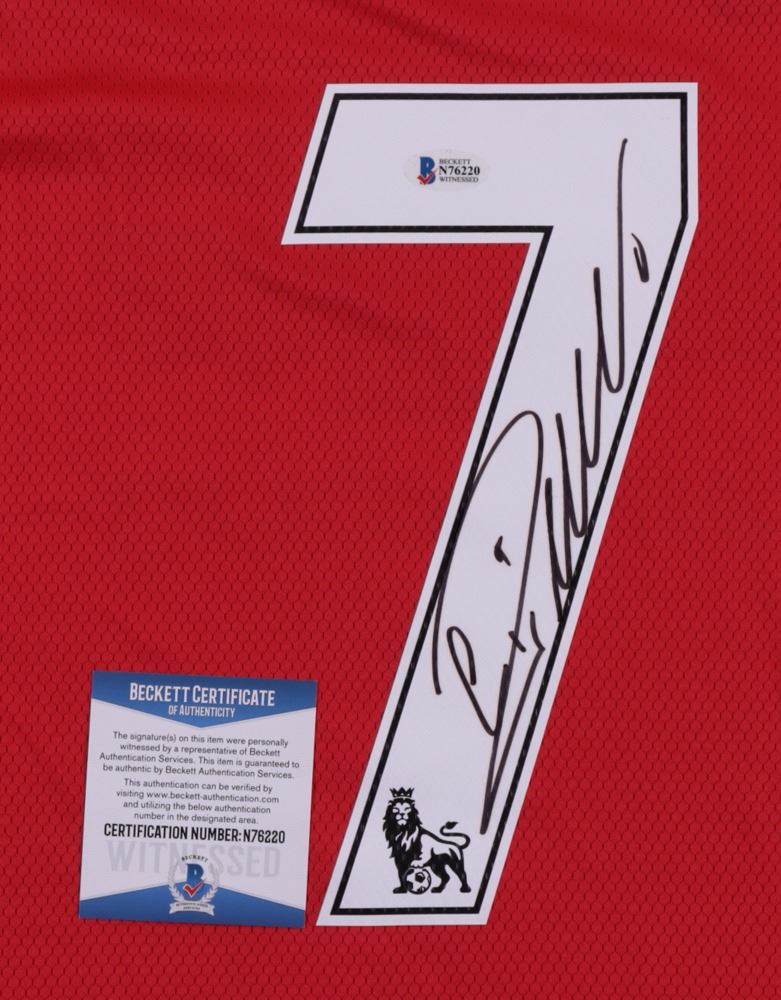 7
BECKETT
N76220
WITNESSED
BECKETT CERTIFICATE
OF AUTHENTICITY
The signature(s) on this item were personally
witnessed by a representative of Beckett
Authentication Services. This item is guaranteed to
be authentic by Beckett Authentication Services.
This authentication can be verified by
visiting www.beckett-authentication.com
and utilizing the below authentication
number in the designated area.
CERTIFICATION NUMBER: N76220
WITNESSED
BECKETT
B